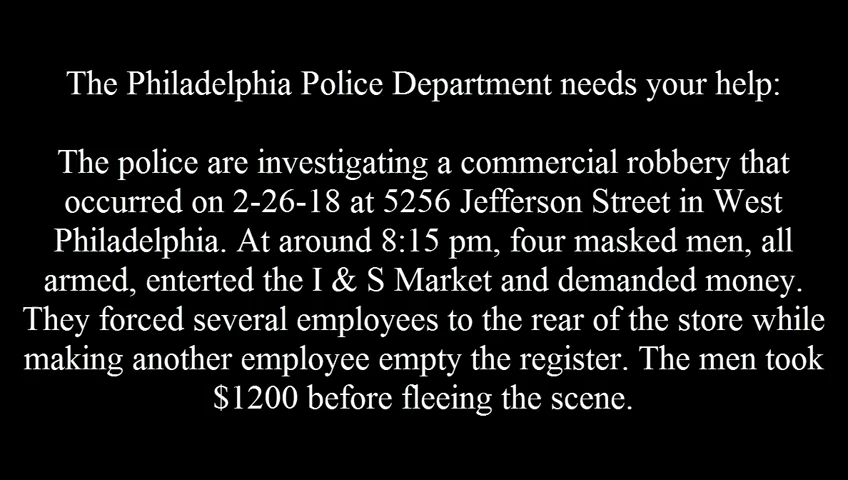 The Philadelphia Police Department needs your help:
The police are investigating a commercial robbery that
occurred on 2-26-18 at 5256 Jefferson Street in West
Philadelphia. At around 8:15 pm, four masked men, all
armed, enterted the I & S Market and demanded money.
They forced several employees to the rear of the store while
making another employee empty the register. The men took
$1200 before fleeing the scene.